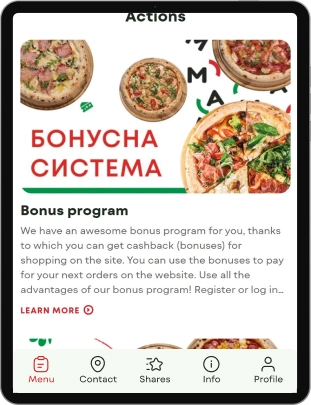 Actions
БОНУСНА
СИСТЕМА
Bonus program
We have an awesome bonus program for you, thanks
to which you can get cashback (bonuses) for
shopping on the site. You can use the bonuses to pay
for your next orders on the website. Use all the
advantages of our bonus program! Register or log in...
LEARN MORE
Menu
Contact
Shares
Info
Profile